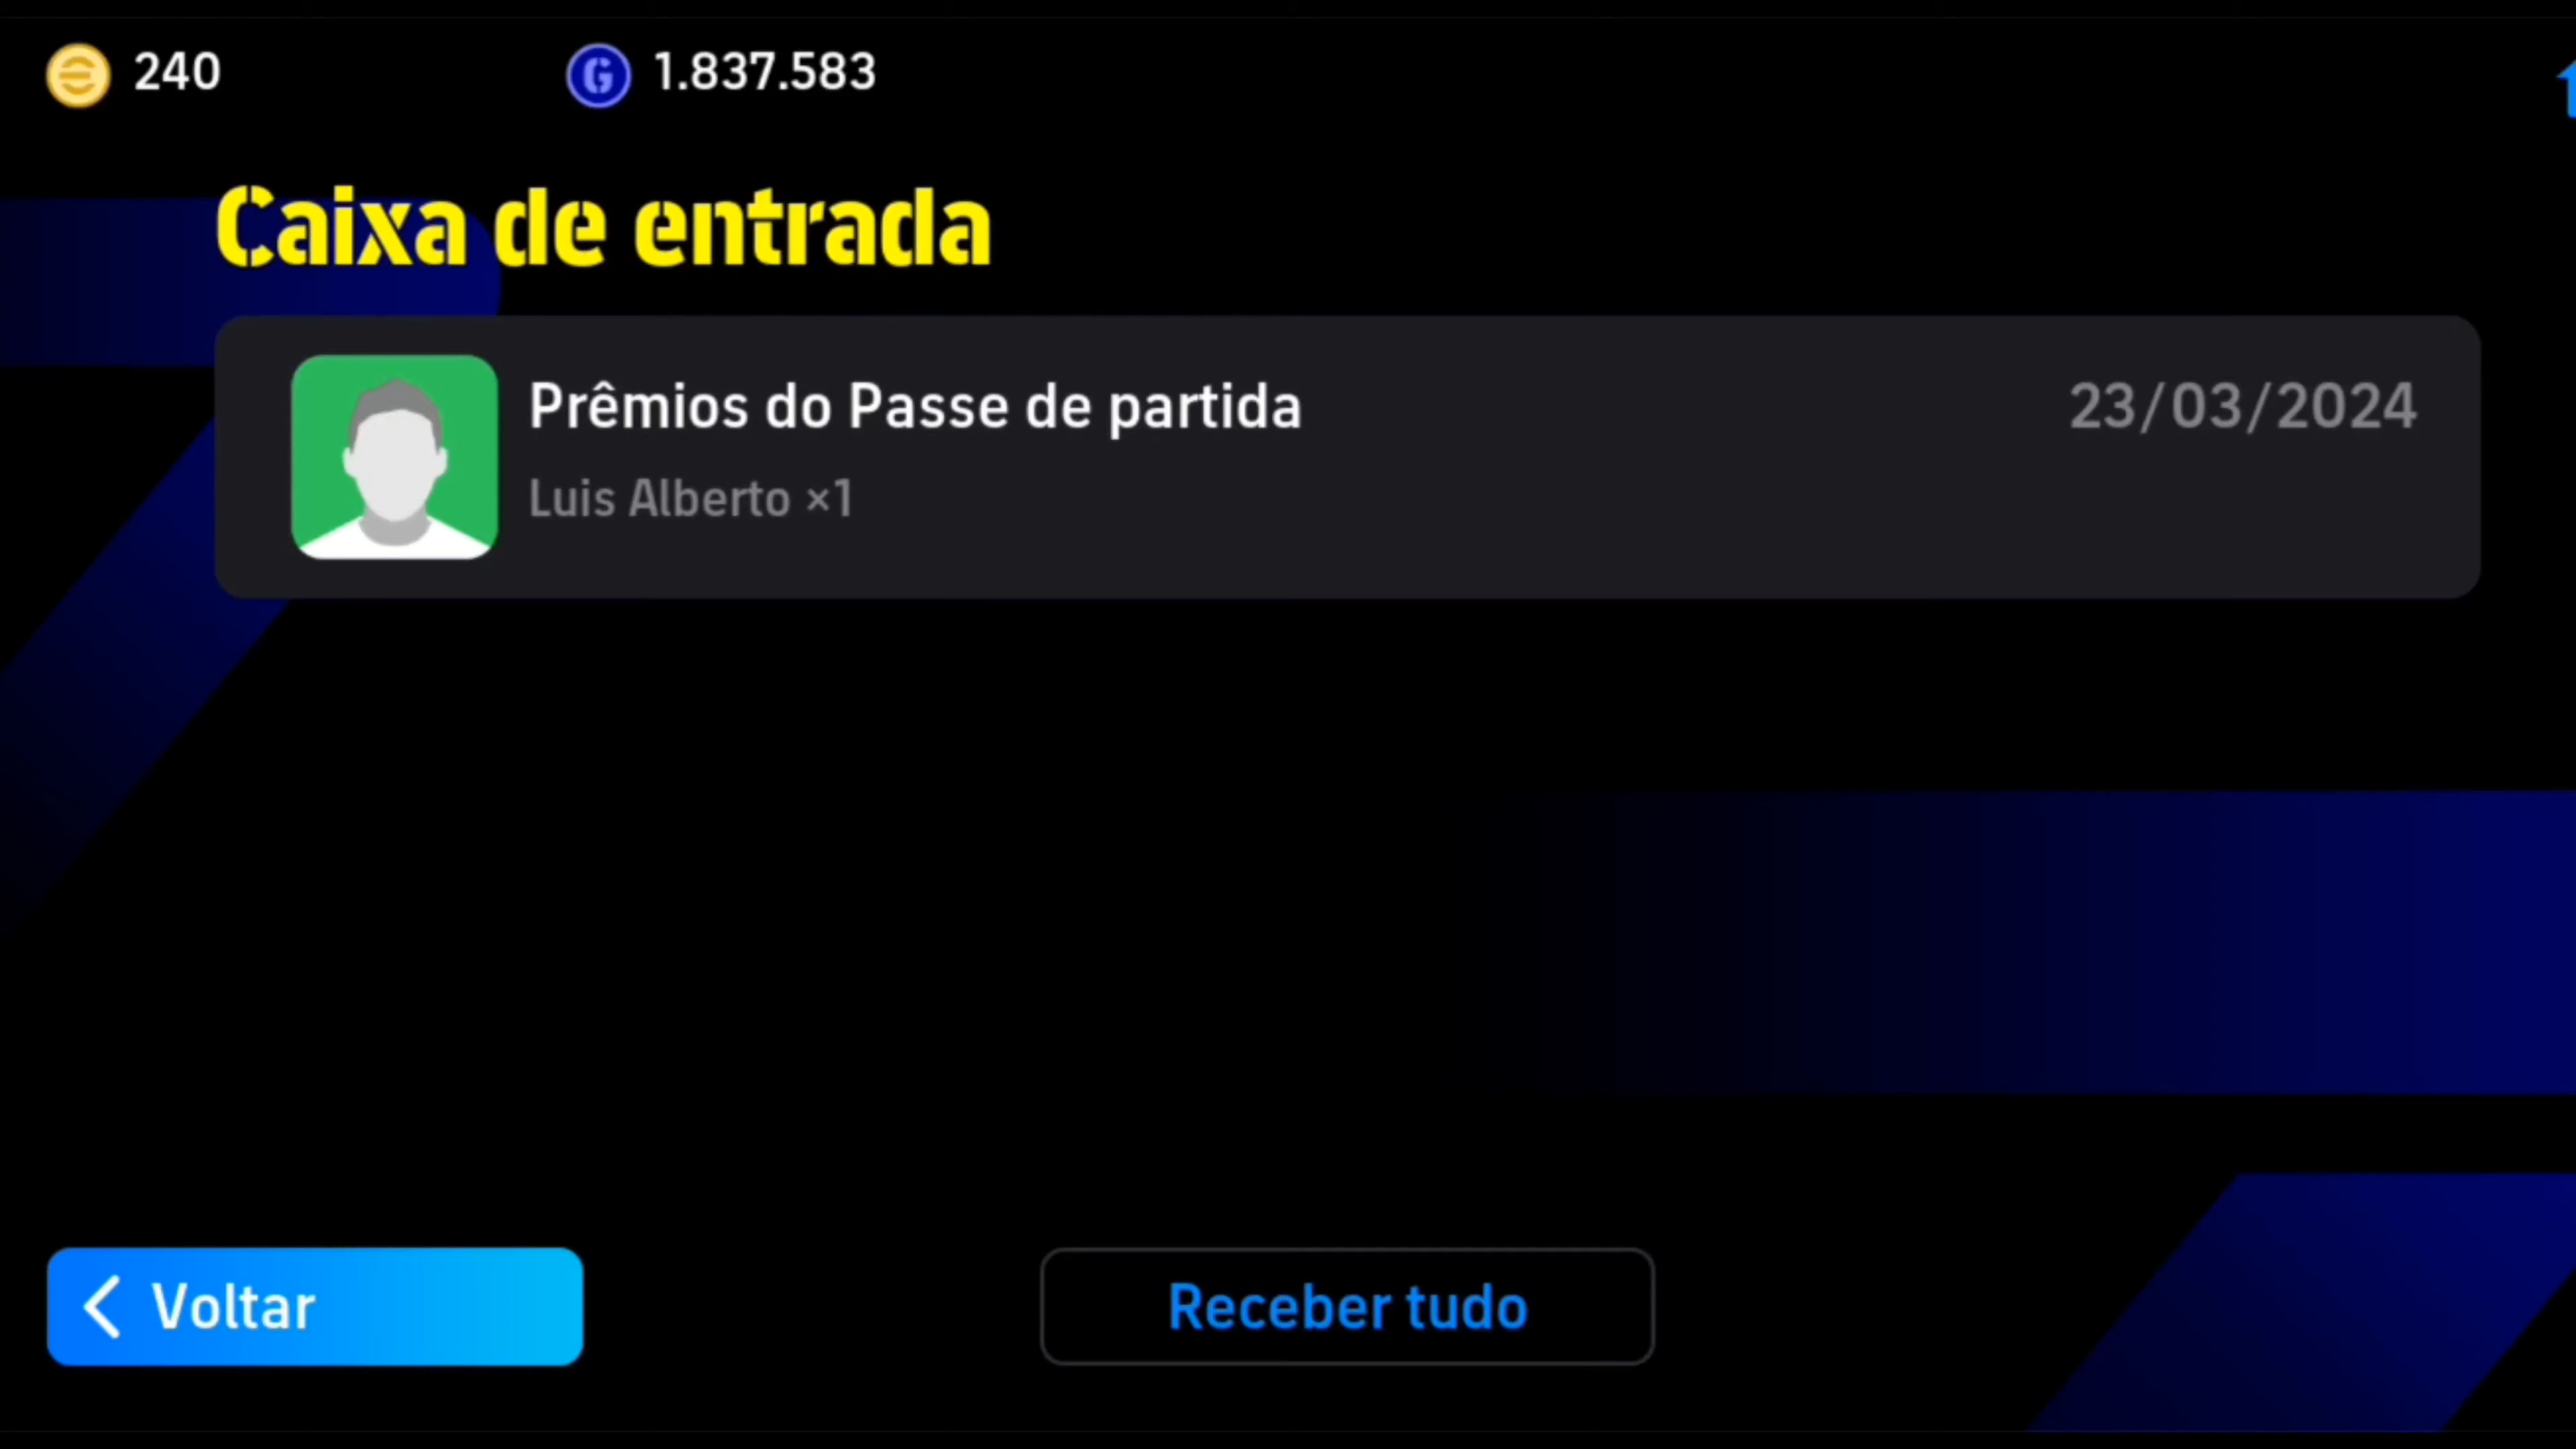 240
1.837.583
Caixa de entrada
Prêmios do Passe de partida
23/03/2024
Luis Alberto ×1
Voltar
Receber tudo